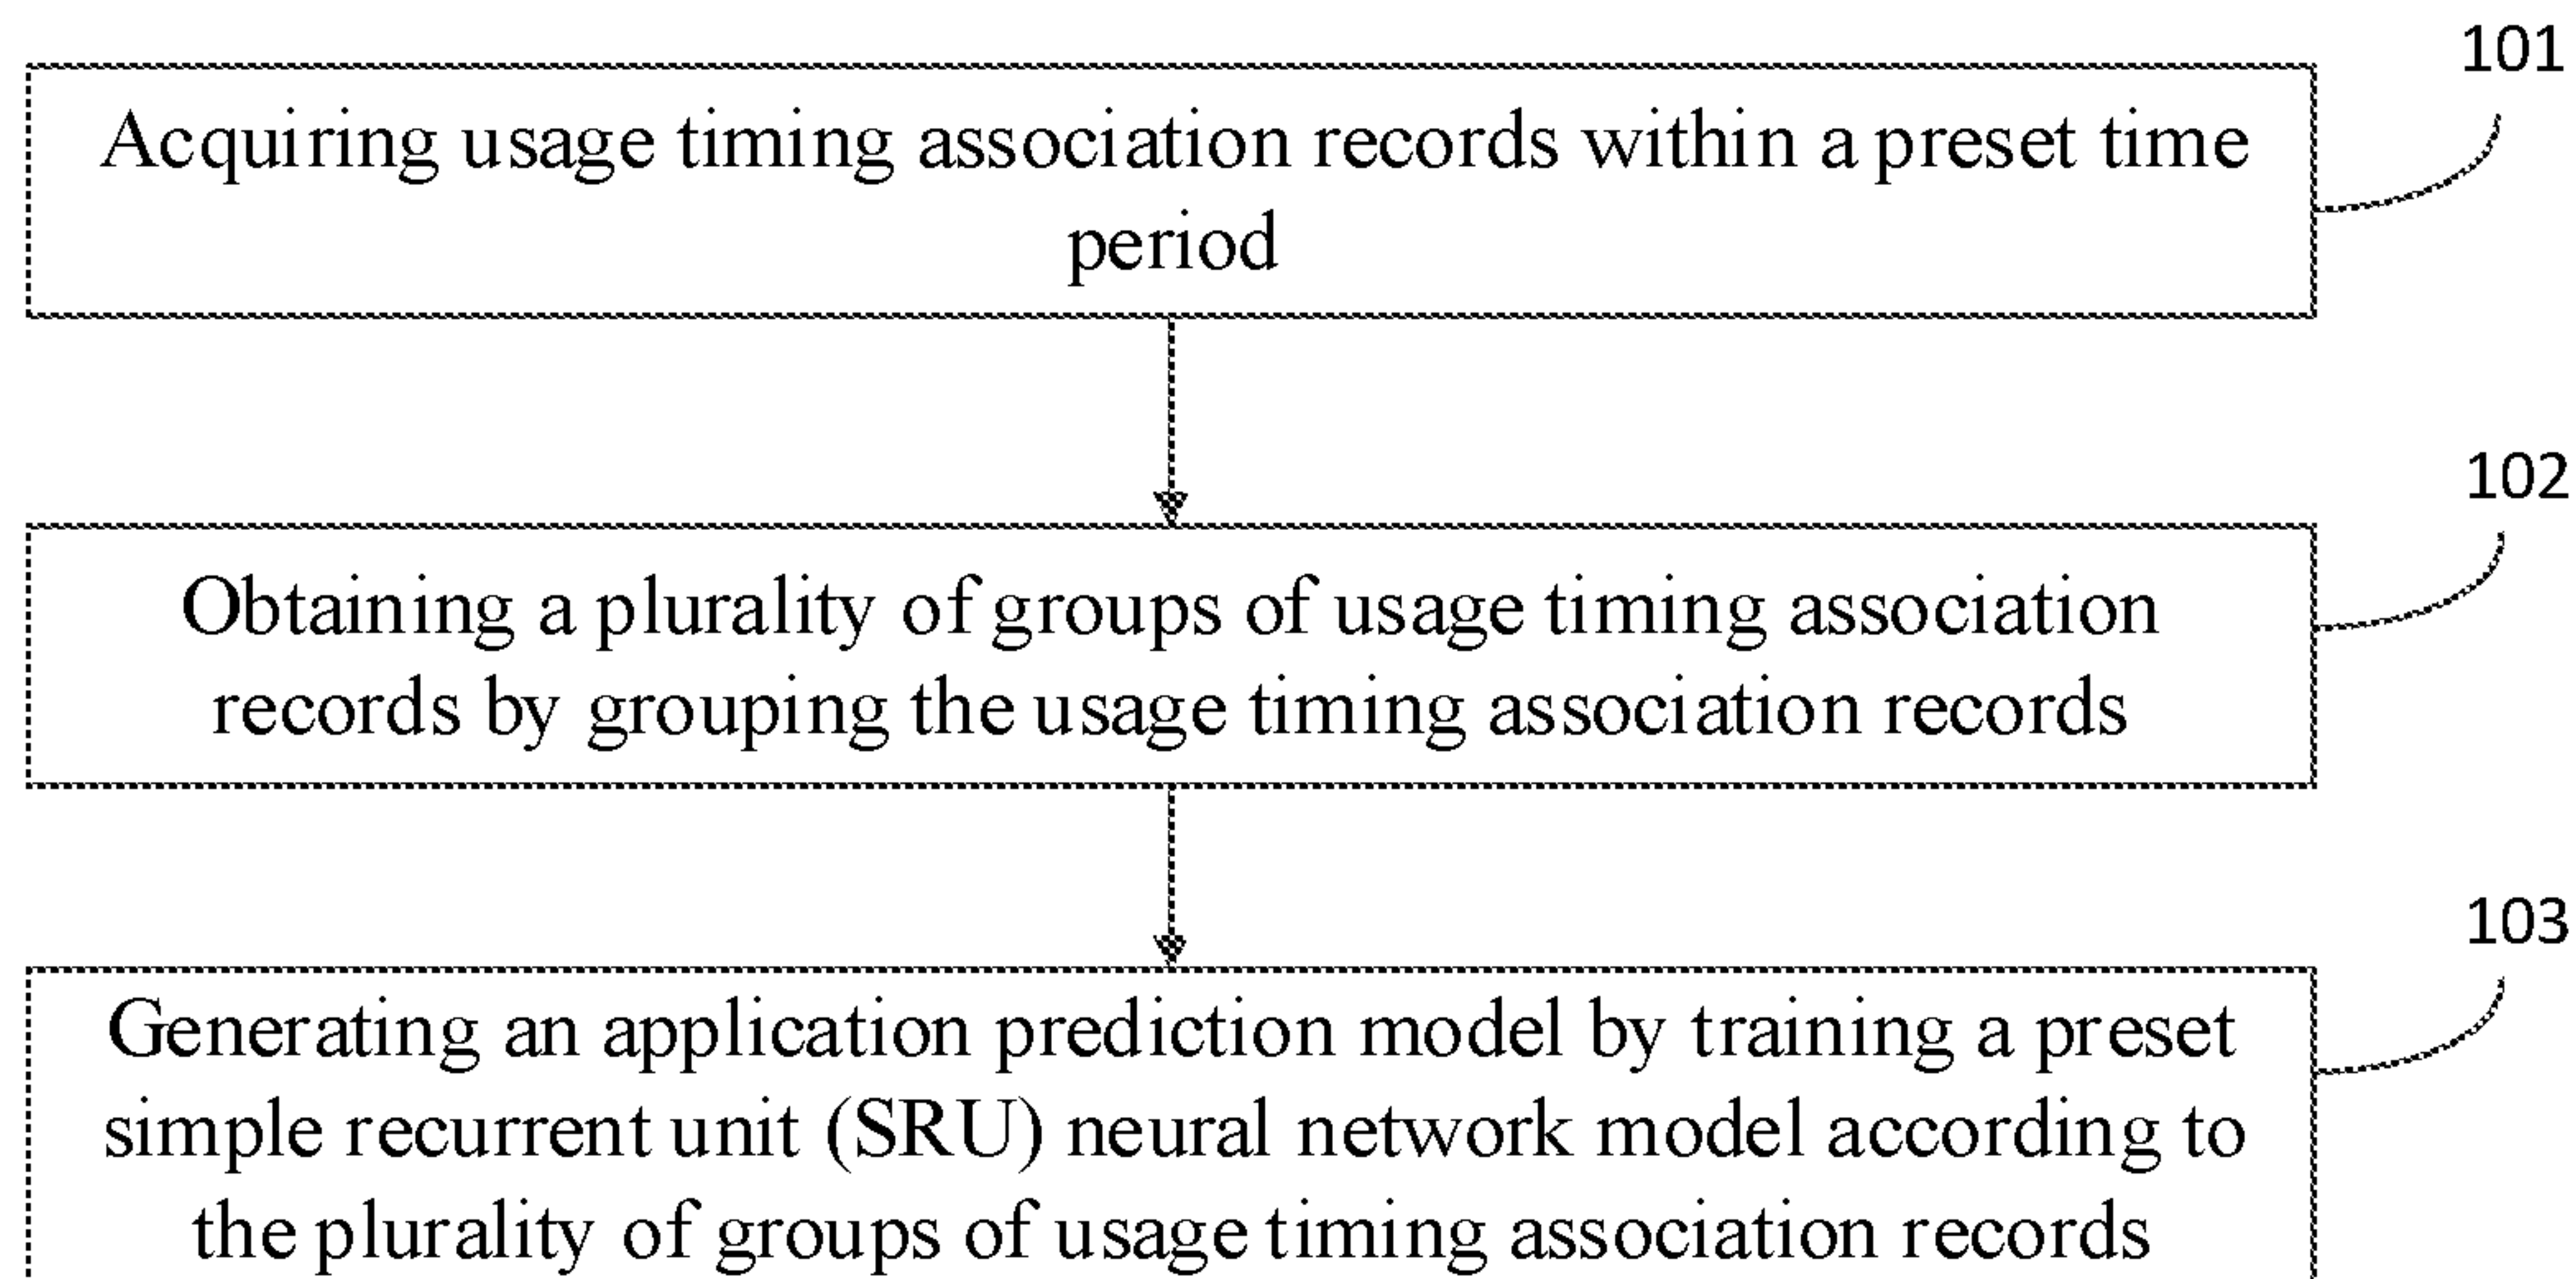 101
Acquiring usage timing association records within a preset time
period
102
Obtaining a plurality of groups of usage timing association
records by grouping the usage timing association records
103
Generating an application prediction model by training a preset
simple recurrent unit (SRU) neural network model according to
the plurality of groups of usage timing association records